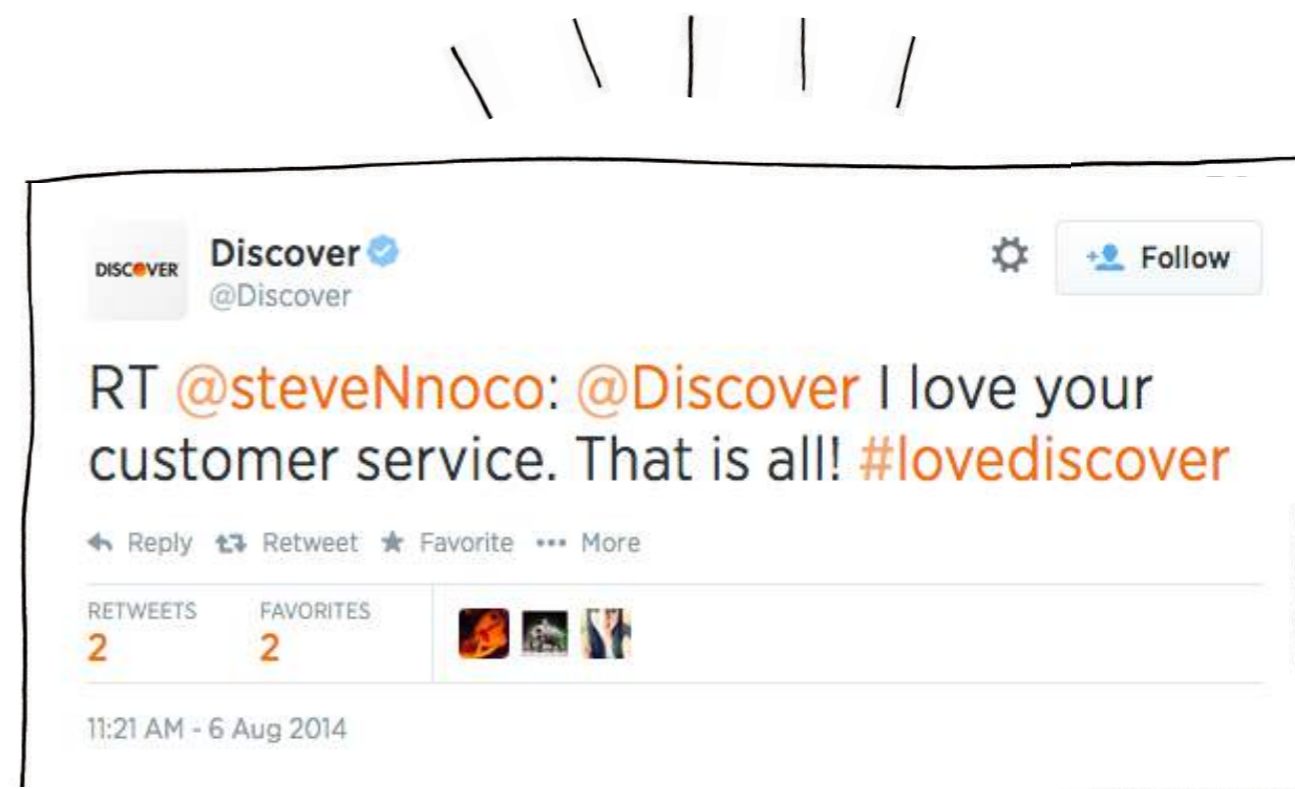 DISCOVER
Discover
@Discover
Follow
RT @steveNnoco: @Discover I love your
customer service. That is all! #lovediscover
Reply Retweet Favorite More
RETWEETS FAVORITES
2 2
11:21 AM - 6 Aug 2014